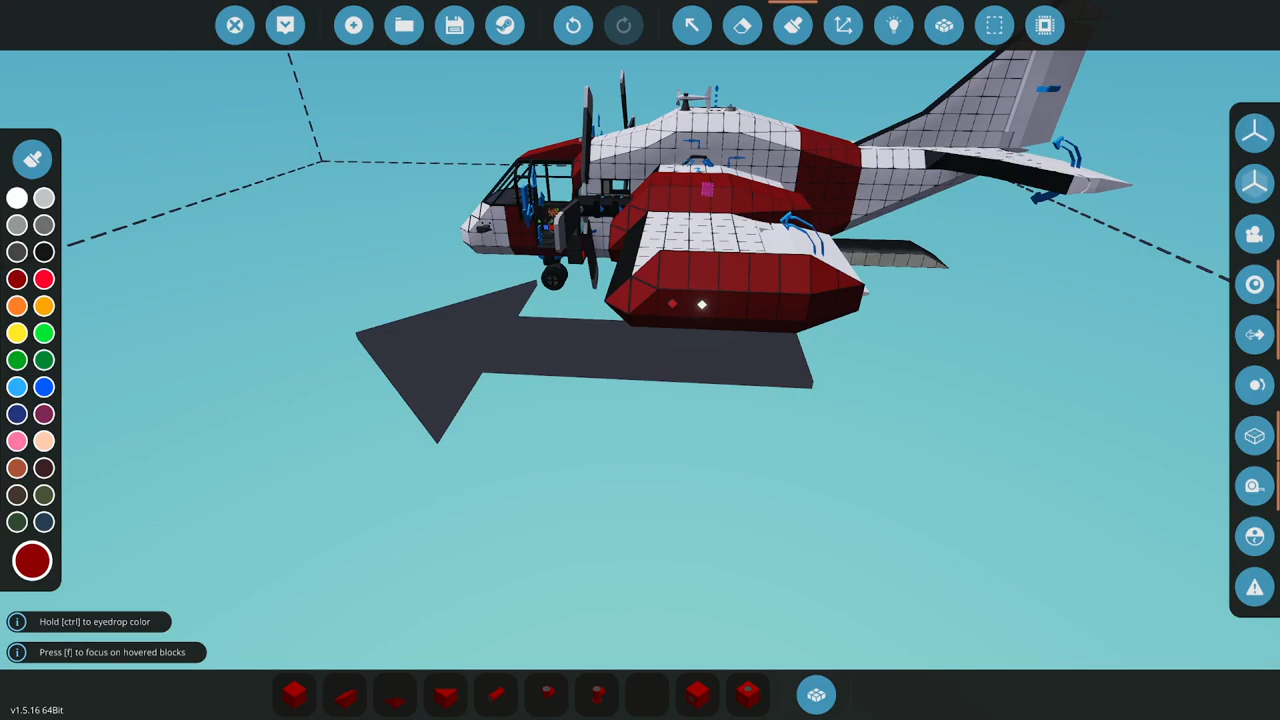 Hold [ctrl] to eyedrop color
Press [f] to focus on hovered blocks
v1.5.16 64Bit